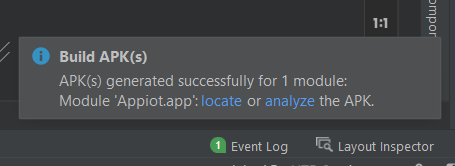 1:1
Build APK(s)
APK(s) generated successfully for 1 module:
Module 'Appiot.app': locate or analyze the APK.
1 Event Log
Layout Inspector